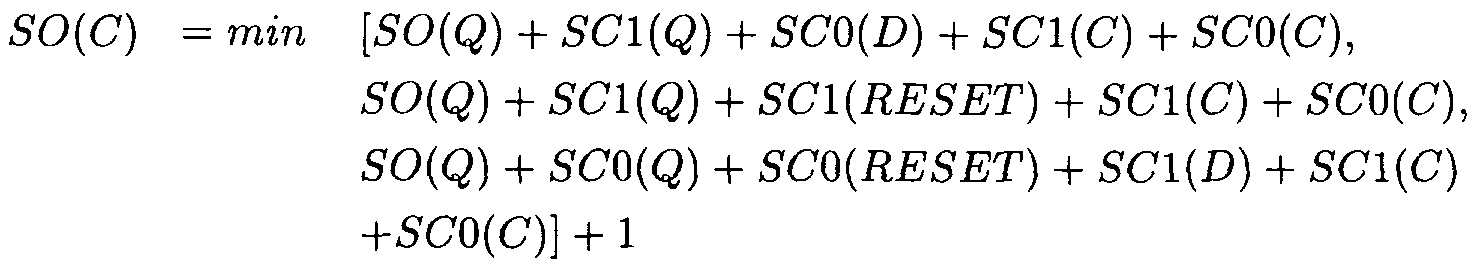 SO(C) = min [SO(Q) + SC1(Q) + SC0(D) + SC1(C) + SC0(C),
SO(Q) + SC1(Q) + SC1(RESET) + SC1(C) + SC0(C),
SO(Q) + SC0(Q) + SC0(RESET) + SC1(D) + SC1(C)
+SC0(C)] + 1